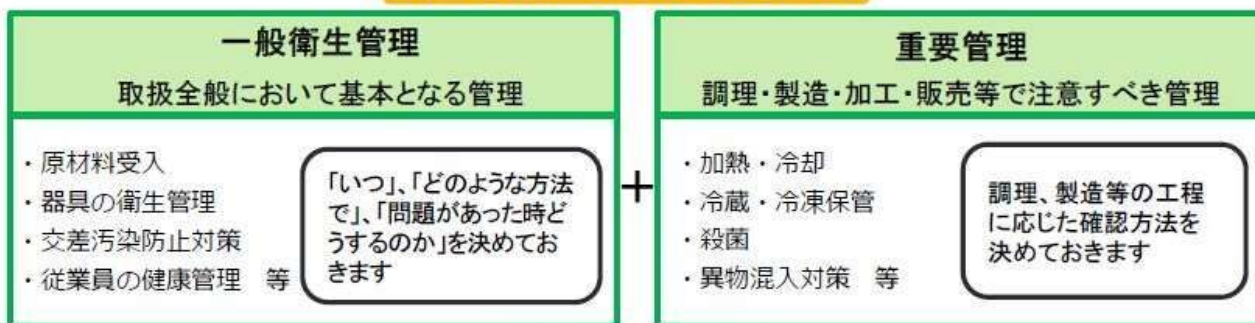 一般衛生管理
取扱全般において基本となる管理
・原材料受入
・器具の衛生管理
・交差汚染防止対策
・従業員の健康管理　等
「いつ」、「どのような方法
で」、「問題があった時ど
うするのか」を決めてお
きます
＋
重要管理
調理・製造・加工・販売等で注意すべき管理
・加熱・冷却
・冷蔵・冷凍保管
・殺菌
・異物混入対策　等
調理、製造等の工程
に応じた確認方法を
決めておきます